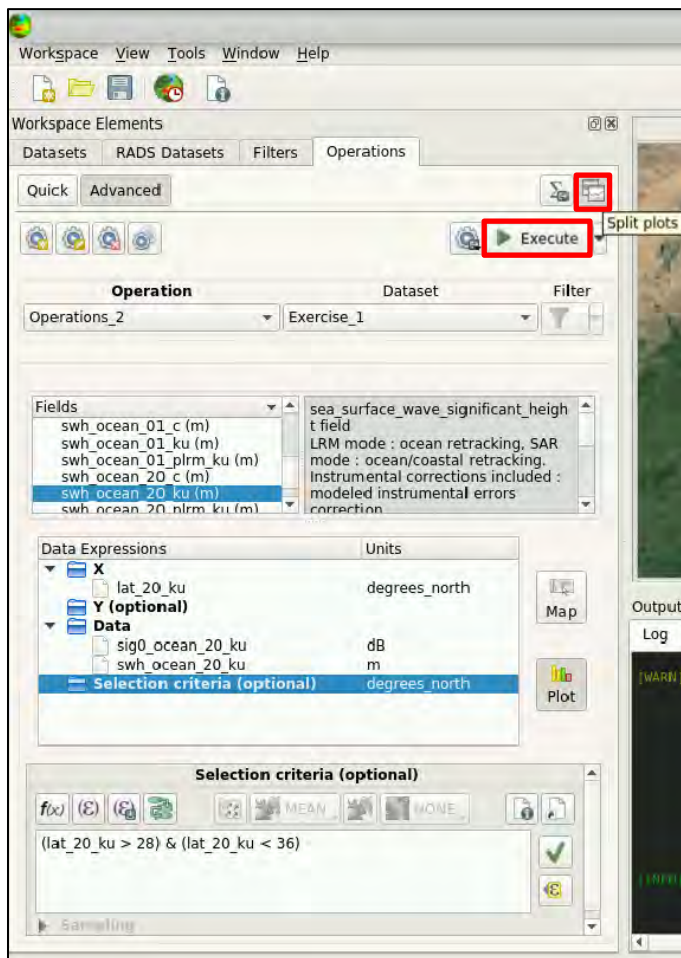 Workspace View Tools Window Help
Workspace Elements
Datasets RADS Datasets Filters Operations
Quick Advanced
Split plots
Execute
Operation Dataset Filter
Operations_2 Exercise_1
Fields
swh_ocean_01_c (m)
swh_ocean_01_ku (m)
swh_ocean_01_plrm_ku (m)
swh_ocean_20_c (m)
swh_ocean_20_ku (m)
swh_ocean_20_plrm_ku (m)
sea_surface_wave_significant_heigh
t field
LRM mode : ocean retracking, SAR
mode : ocean/coastal retracking.
Instrumental corrections included :
modeled instrumental errors
correction
Data Expressions Units
X
lat_20_ku degrees_north
Y (optional)
Data
sig0_ocean_20_ku dB
swh_ocean_20_ku m
Selection criteria (optional) degrees_north
Map
Plot
Output
Log
[WARN]
Selection criteria (optional)
f(x) (ε) (ε) MEAN NONE
(lat_20_ku > 28) & (lat_20_ku < 36)
Sampling